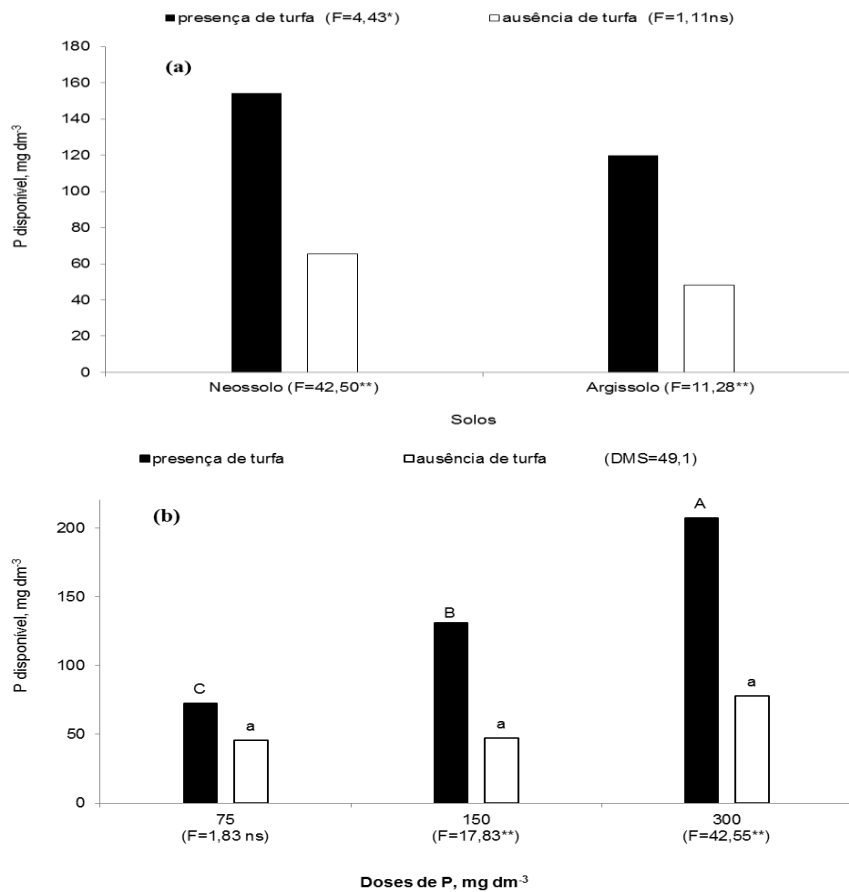 presença de turfa (F=4,43*) ausência de turfa (F=1,11ns)
(a)
P disponível, mg dm-3
180
160
140
120
100
80
60
40
20
0
Neossolo (F=42,50**) Argissolo (F=11,28**)
Solos
presença de turfa ausência de turfa (DMS=49,1)
(b)
P disponível, mg dm-3
200
150
100
50
0
C a B a A a
75 150 300
(F=1,83 ns) (F=17,83**) (F=42,55**)
Doses de P, mg dm-3